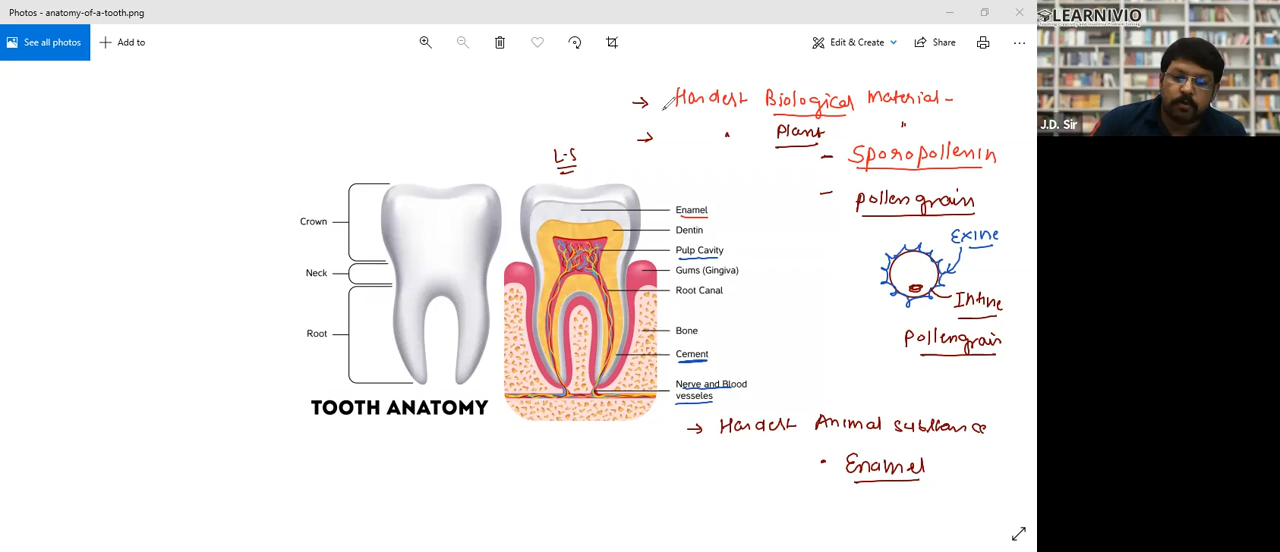 Photos - anatomy-of-a-tooth.png
LEARNIVIO
See all photos
Add to
Edit & Create
Share
J.D. Sir
→ Hardest Biological Material -
→ " Plant "
- Sporopollenin
- pollengrain
L-S
Exine
Intine
Pollengrain
Crown
Neck
Root
Enamel
Dentin
Pulp Cavity
Gums (Gingiva)
Root Canal
Bone
Cement
Nerve and Blood
vesseles
TOOTH ANATOMY
→ Hardest Animal substance
• Enamel